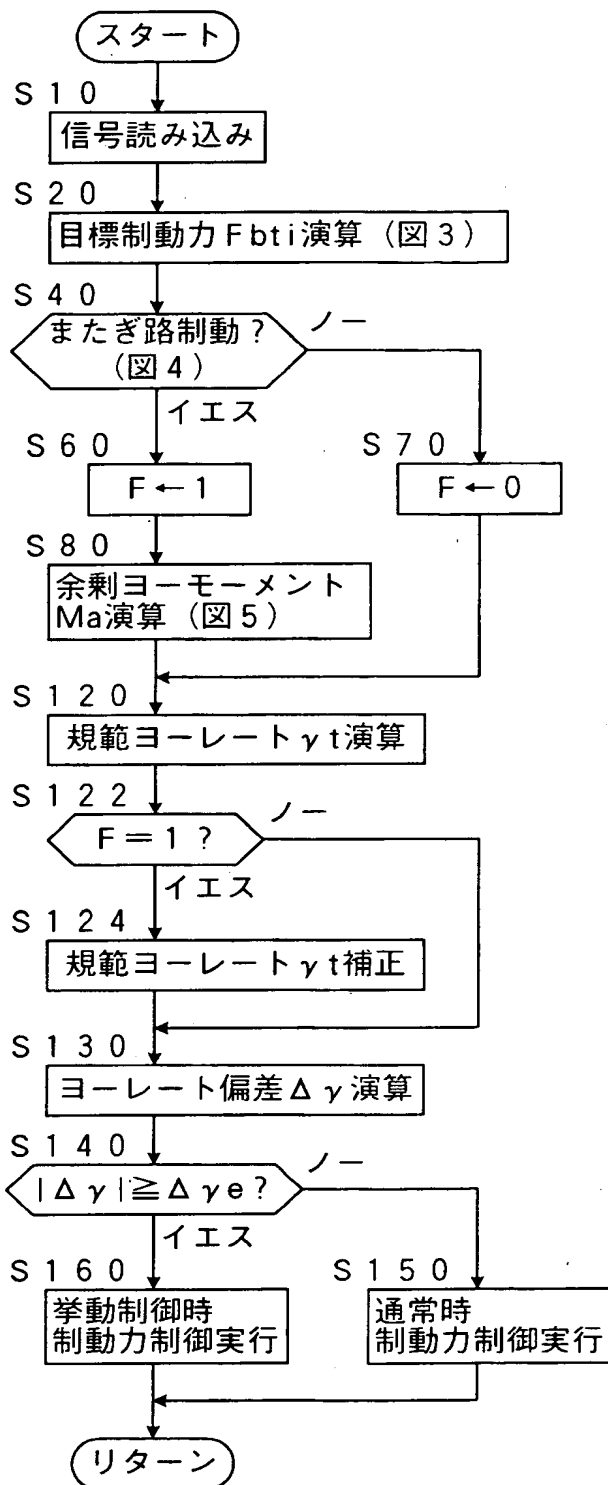 スタート
S10
信号読み込み
S20
目標制動力Fbti演算（図3）
S40
またぎ路制動？
（図4）
ノー
イエス
S60
F←1
S70
F←0
S80
余剰ヨーモーメント
Ma演算（図5）
S120
規範ヨーレートγt演算
S122
F＝1？
ノー
イエス
S124
規範ヨーレートγt補正
S130
ヨーレート偏差Δγ演算
S140
|Δγ|≧Δγe？
ノー
イエス
S160
挙動制御時
制動力制御実行
S150
通常時
制動力制御実行
リターン